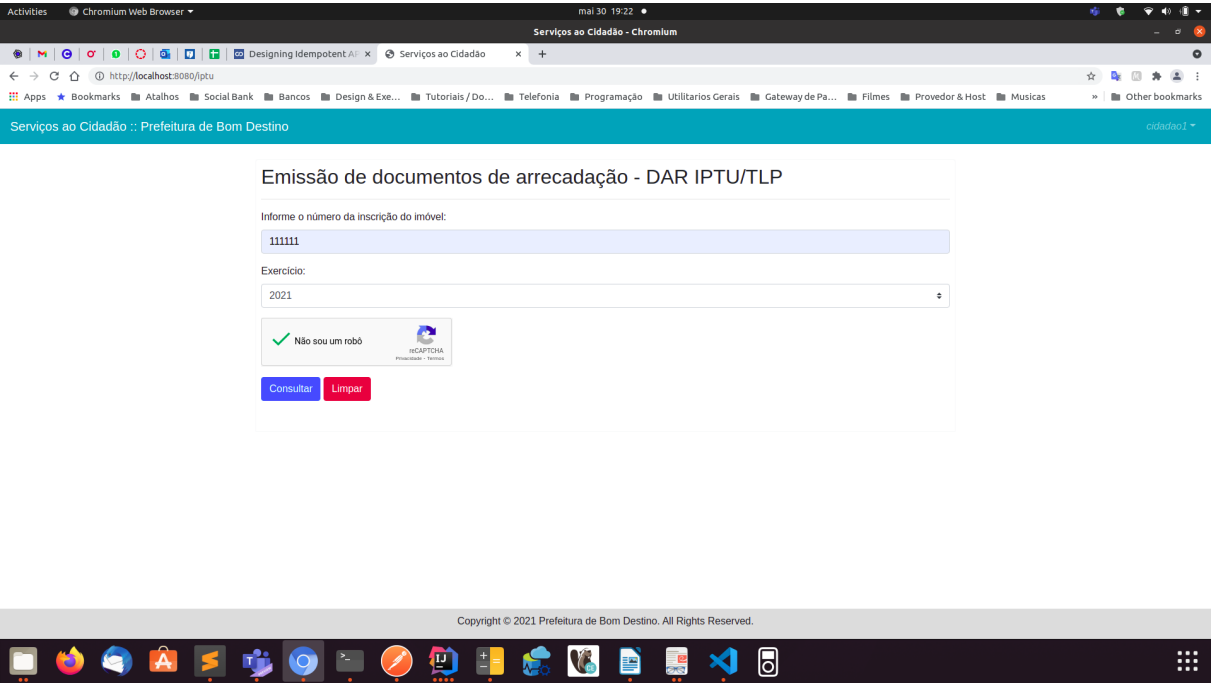 Activities Chromium Web Browser mai 30 19:22
Serviços ao Cidadão - Chromium
Designing Idempotent AP Serviços ao Cidadão
http://localhost:8080/iptu
Apps Bookmarks Atalhos Social Bank Bancos Design & Exe... Tutoriais / Do... Telefonia Programação Utilitarios Gerais Gateway de Pa... Filmes Provedor & Host Musicas » Other bookmarks
Serviços ao Cidadão :: Prefeitura de Bom Destino cidadao1
Emissão de documentos de arrecadação - DAR IPTU/TLP
Informe o número da inscrição do imóvel:
111111
Exercício:
2021
Não sou um robô
reCAPTCHA
Privacidade - Termos
Consultar Limpar
Copyright © 2021 Prefeitura de Bom Destino. All Rights Reserved.